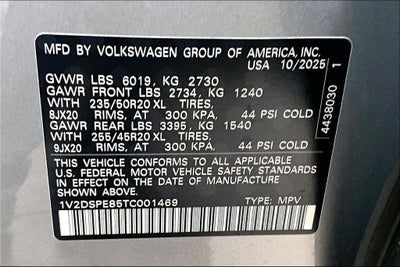 MFD BY VOLKSWAGEN GROUP OF AMERICA, INC.
USA 10/2025
GVWR LBS 6019, KG 2730
GAWR FRONT LBS 2734, KG 1240
WITH 235/50R20 XL TIRES,
8JX20 RIMS, AT 300 KPA, 44 PSI COLD
GAWR REAR LBS 3395, KG 1540
WITH 255/45R20 XL TIRES,
9JX20 RIMS, AT 300 KPA, 44 PSI COLD
THIS VEHICLE CONFORMS TO ALL APPLICABLE
U.S. FEDERAL MOTOR VEHICLE SAFETY STANDARDS
IN EFFECT ON THE DATE OF MANUFACTURE
SHOWN ABOVE.
1V2DSPE85TC001469 TYPE: MPV
4438030 1